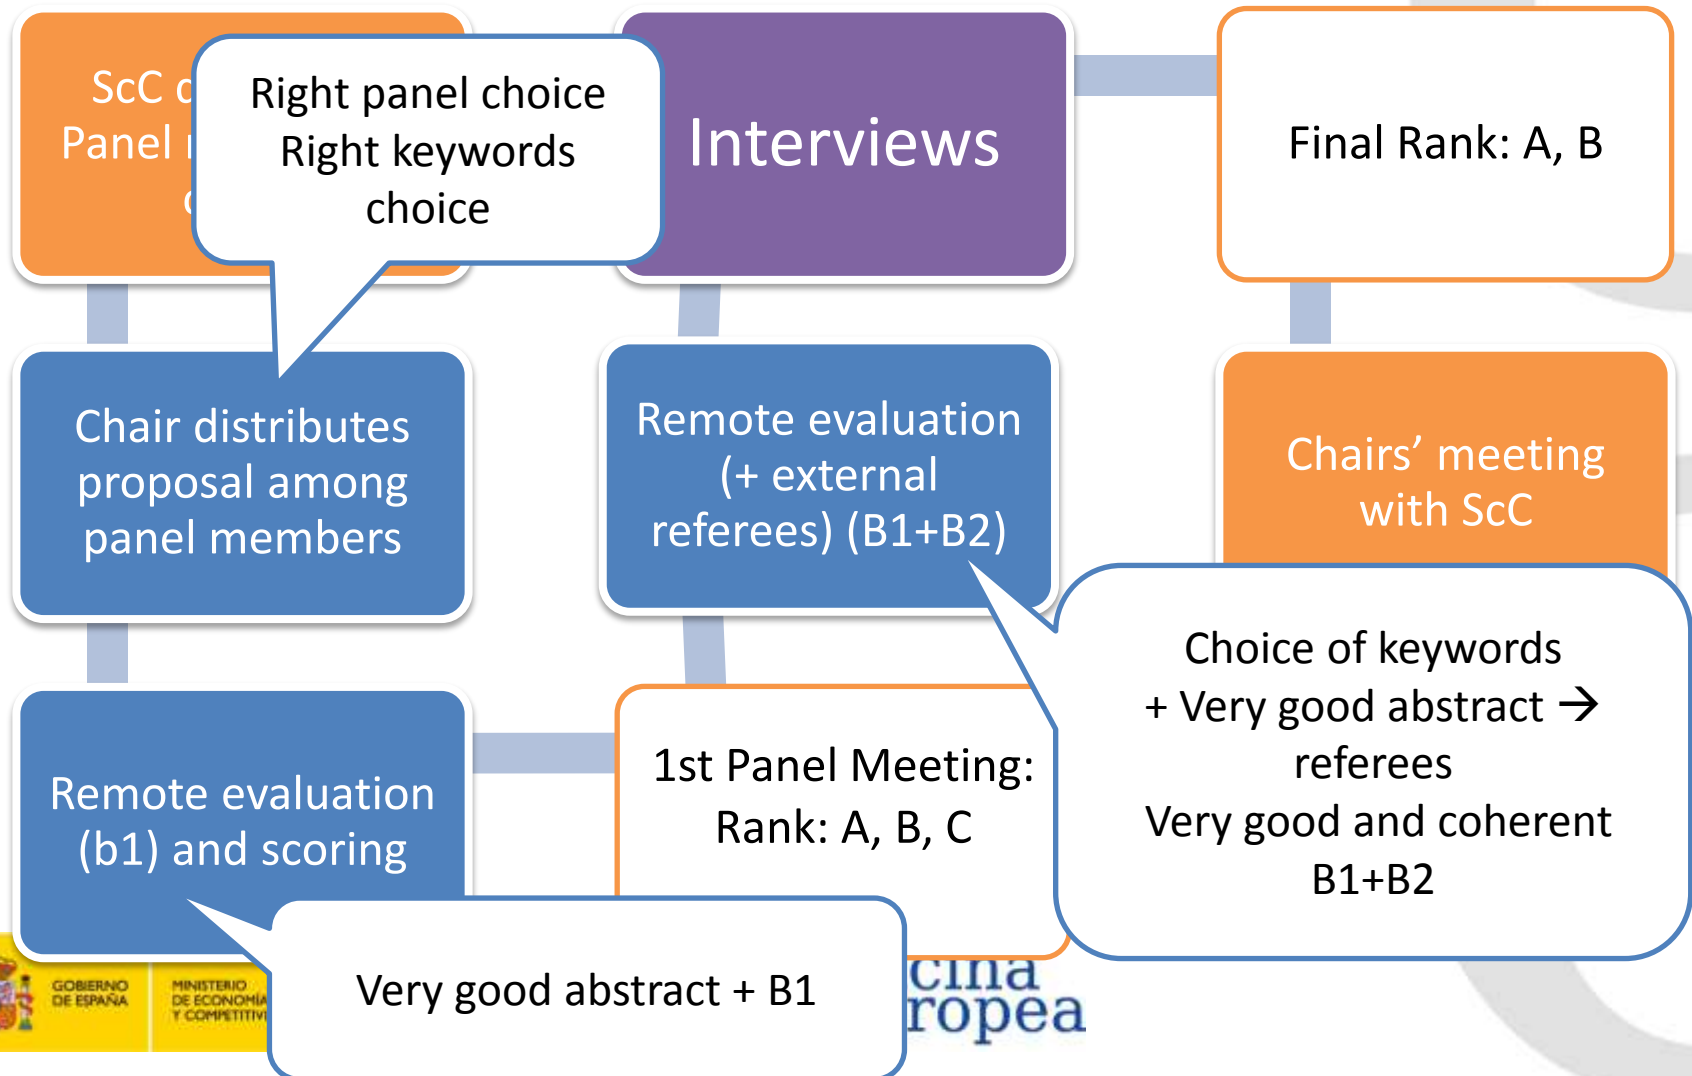 ScC
Panel
Right panel choice
Right keywords
choice
Chair distributes
proposal among
panel members
Remote evaluation
(b1) and scoring
Very good abstract + B1
1st Panel Meeting:
Rank: A, B, C
Remote evaluation
(+ external
referees) (B1+B2)
Choice of keywords
+ Very good abstract →
referees
Very good and coherent
B1+B2
Interviews
Final Rank: A, B
Chairs’ meeting
with ScC
GOBIERNO
DE ESPAÑA
MINISTERIO
DE ECONOMÍA
Y